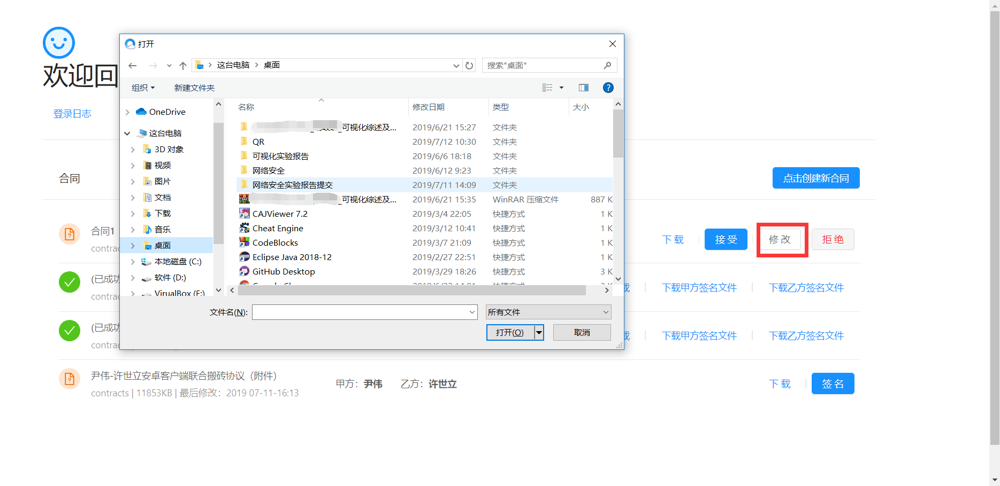 打开
欢迎回
这台电脑 桌面
搜索"桌面"
组织
新建文件夹
登录日志
合同
点击创建新合同
OneDrive
这台电脑
3D 对象
视频
图片
文档
下载
音乐
桌面
本地磁盘 (C:)
软件 (D:)
VirualBox (E:)
名称 修改日期 类型 大小
_可视化综述及... 2019/6/21 15:27 文件夹
QR 2019/7/12 10:30 文件夹
可视化实验报告 2019/6/6 18:18 文件夹
网络安全 2019/6/12 9:23 文件夹
网络安全实验报告提交 2019/7/11 14:09 文件夹
_可视化综述及... 2019/6/21 15:35 WinRAR 压缩文件 887 K
CAJViewer 7.2 2019/3/4 22:05 快捷方式 1 K
Cheat Engine 2019/3/12 10:41 快捷方式 1 K
CodeBlocks 2019/3/7 21:09 快捷方式 1 K
Eclipse Java 2018-12 2019/2/27 22:51 快捷方式 1 K
GitHub Desktop 2019/3/29 18:26 快捷方式 3 K
文件名(N):
所有文件
打开(O)
取消
合同1
contrac
下载 接受 修改 拒绝
(已成功
contrac
载 下载甲方签名文件 下载乙方签名文件
(已成功
contrac
载 下载甲方签名文件 下载乙方签名文件
尹伟-许世立安卓客户端联合搬砖协议（附件）
contracts | 11853KB | 最后修改：2019 07-11-16:13
甲方：尹伟 乙方：许世立
下载 签名